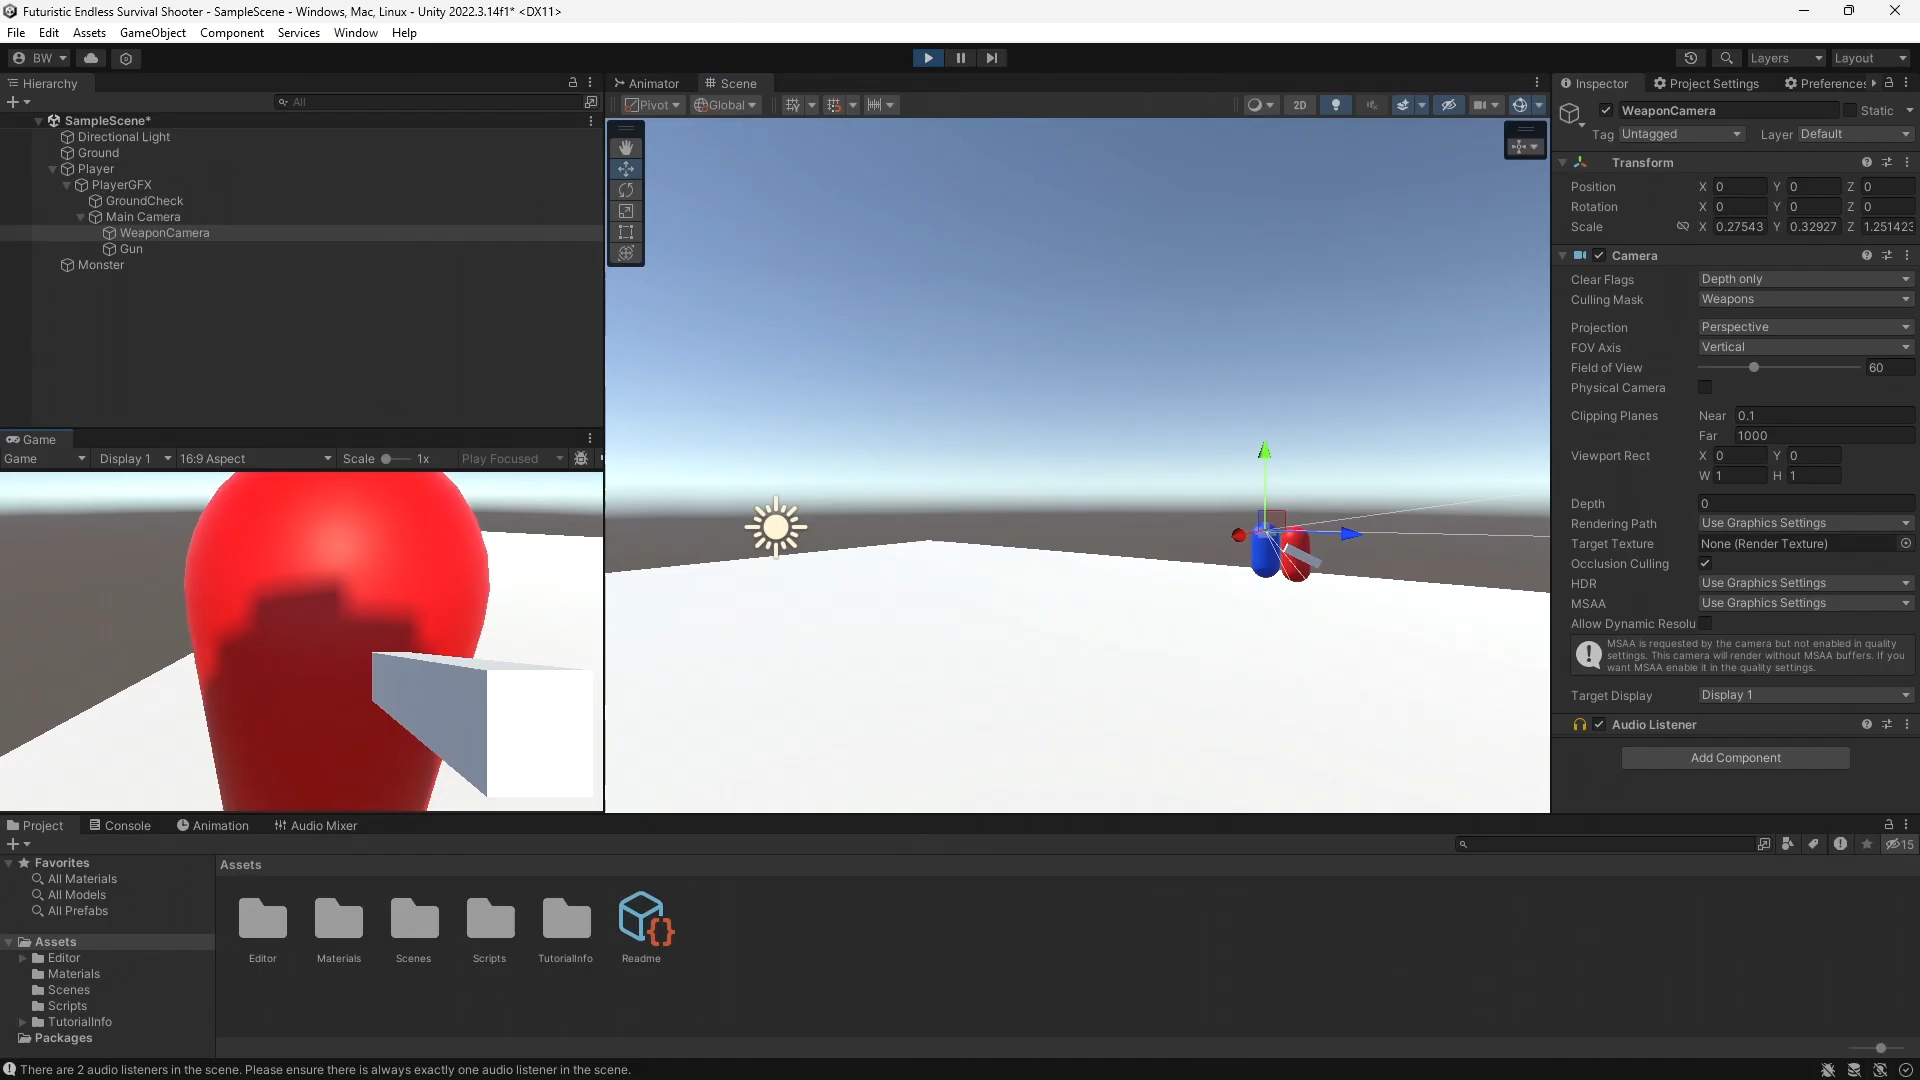 Futuristic Endless Survival Shooter - SampleScene - Windows, Mac, Linux - Unity 2022.3.14f1* <DX11>
File Edit Assets GameObject Component Services Window Help
BW
Layers Layout
Hierarchy
All
SampleScene*
Directional Light
Ground
Player
PlayerGFX
GroundCheck
Main Camera
WeaponCamera
Gun
Monster
Game
Game Display 1 16:9 Aspect Scale 1x Play Focused
Animator Scene
Pivot Global 2D
Inspector Project Settings Preferences
WeaponCamera Static
Tag Untagged Layer Default
Transform
Position X 0 Y 0 Z 0
Rotation X 0 Y 0 Z 0
Scale X 0.27543 Y 0.32927 Z 1.251423
Camera
Clear Flags Depth only
Culling Mask Weapons
Projection Perspective
FOV Axis Vertical
Field of View 60
Physical Camera
Clipping Planes Near 0.1
Far 1000
Viewport Rect X 0 Y 0
W 1 H 1
Depth 0
Rendering Path Use Graphics Settings
Target Texture None (Render Texture)
Occlusion Culling
HDR Use Graphics Settings
MSAA Use Graphics Settings
Allow Dynamic Resolu
MSAA is requested by the camera but not enabled in quality
settings. This camera will render without MSAA buffers. If you
want MSAA enable it in the quality settings.
Target Display Display 1
Audio Listener
Add Component
Project Console Animation Audio Mixer
15
Favorites
All Materials
All Models
All Prefabs
Assets
Editor
Materials
Scenes
Scripts
TutorialInfo
Packages
Assets
Editor Materials Scenes Scripts TutorialInfo Readme
There are 2 audio listeners in the scene. Please ensure there is always exactly one audio listener in the scene.